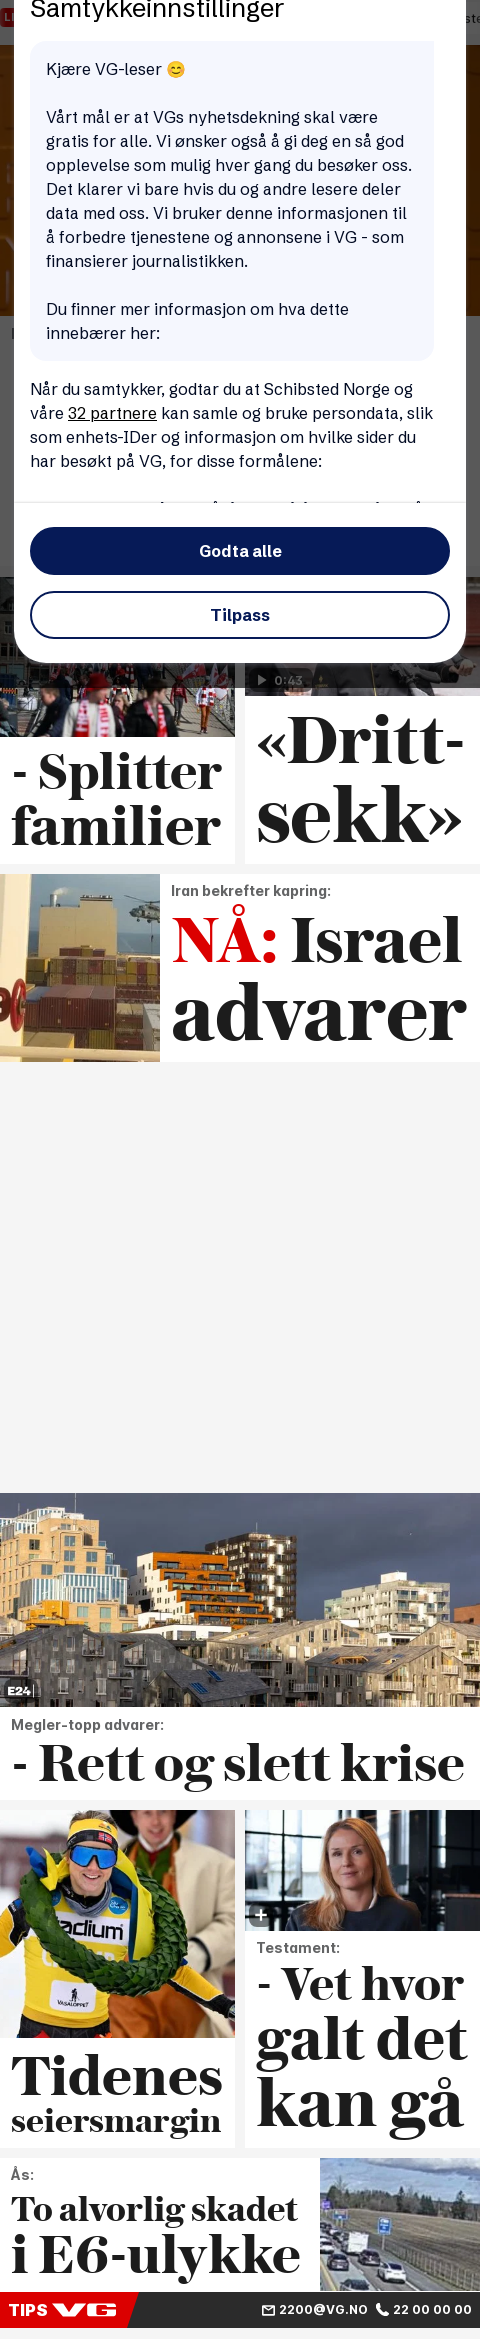 Samtykkeinnstillinger
Kjære VG-leser 😊
Vårt mål er at VGs nyhetsdekning skal være
gratis for alle. Vi ønsker også å gi deg en så god
opplevelse som mulig hver gang du besøker oss.
Det klarer vi bare hvis du og andre lesere deler
data med oss. Vi bruker denne informasjonen til
å forbedre tjenestene og annonsene i VG - som
finansierer journalistikken.
Du finner mer informasjon om hva dette
innebærer her:
Når du samtykker, godtar du at Schibsted Norge og
våre 32 partnere kan samle og bruke persondata, slik
som enhets-IDer og informasjon om hvilke sider du
har besøkt på VG, for disse formålene:
Godta alle
Tilpass
0:43
- Splitter
familier
«Dritt-
sekk»
Iran bekrefter kapring:
NÅ: Israel
advarer
E24
Megler-topp advarer:
- Rett og slett krise
VASALOPPET
Tidenes
seiersmargin
Testament:
- Vet hvor
galt det
kan gå
Ås:
To alvorlig skadet
i E6-ulykke
TIPS VG
2200@VG.NO 22 00 00 00